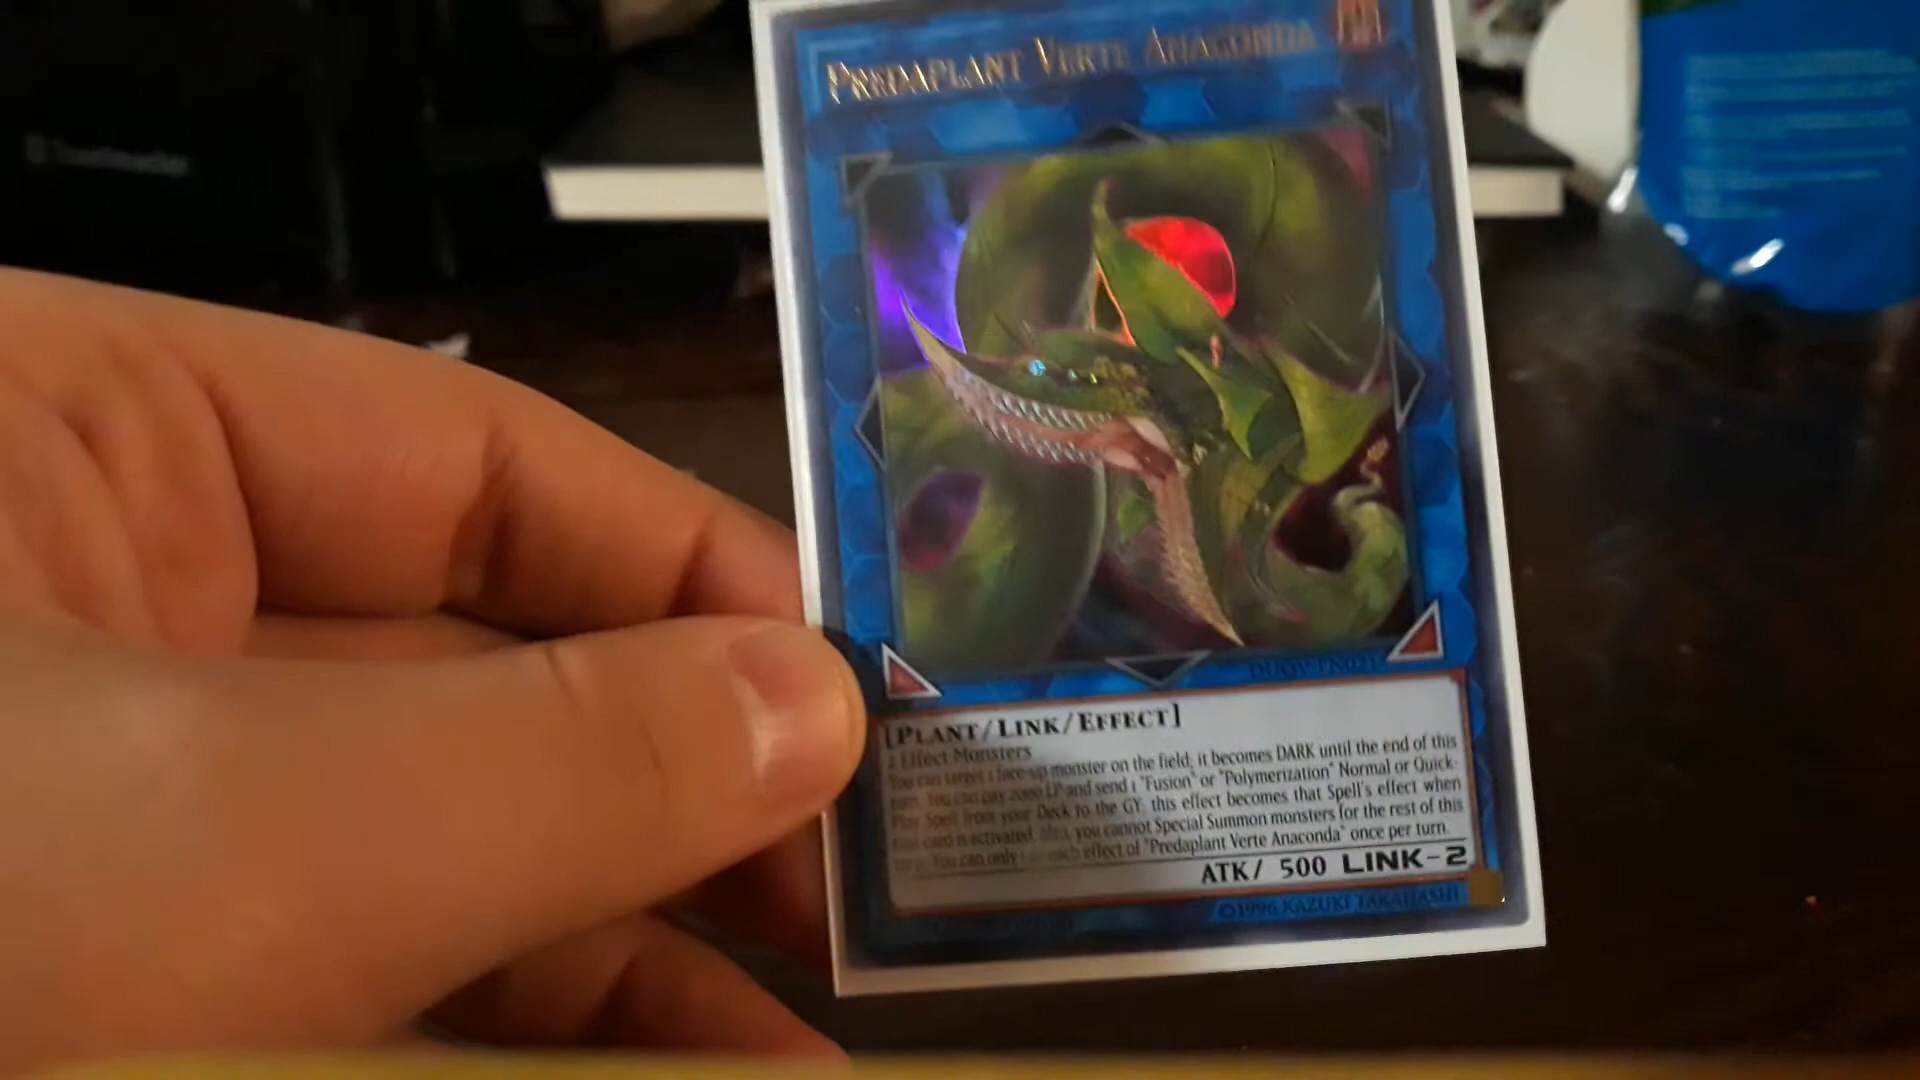 PREDAPLANT VERTE ANACONDA
[PLANT/LINK/EFFECT]
2 Effect Monsters
You can target 1 face-up monster on the field; it becomes DARK until the end of this
turn. You can pay 2000 LP and send 1 "Fusion" or "Polymerization" Normal or Quick-
Play Spell from your Deck to the GY; this effect becomes that Spell's effect when
that card is activated. Also, you cannot Special Summon monsters for the rest of this
turn. You can only use each effect of "Predaplant Verte Anaconda" once per turn.
ATK/ 500 LINK-2
©1996 KAZUKI TAKAHASHI